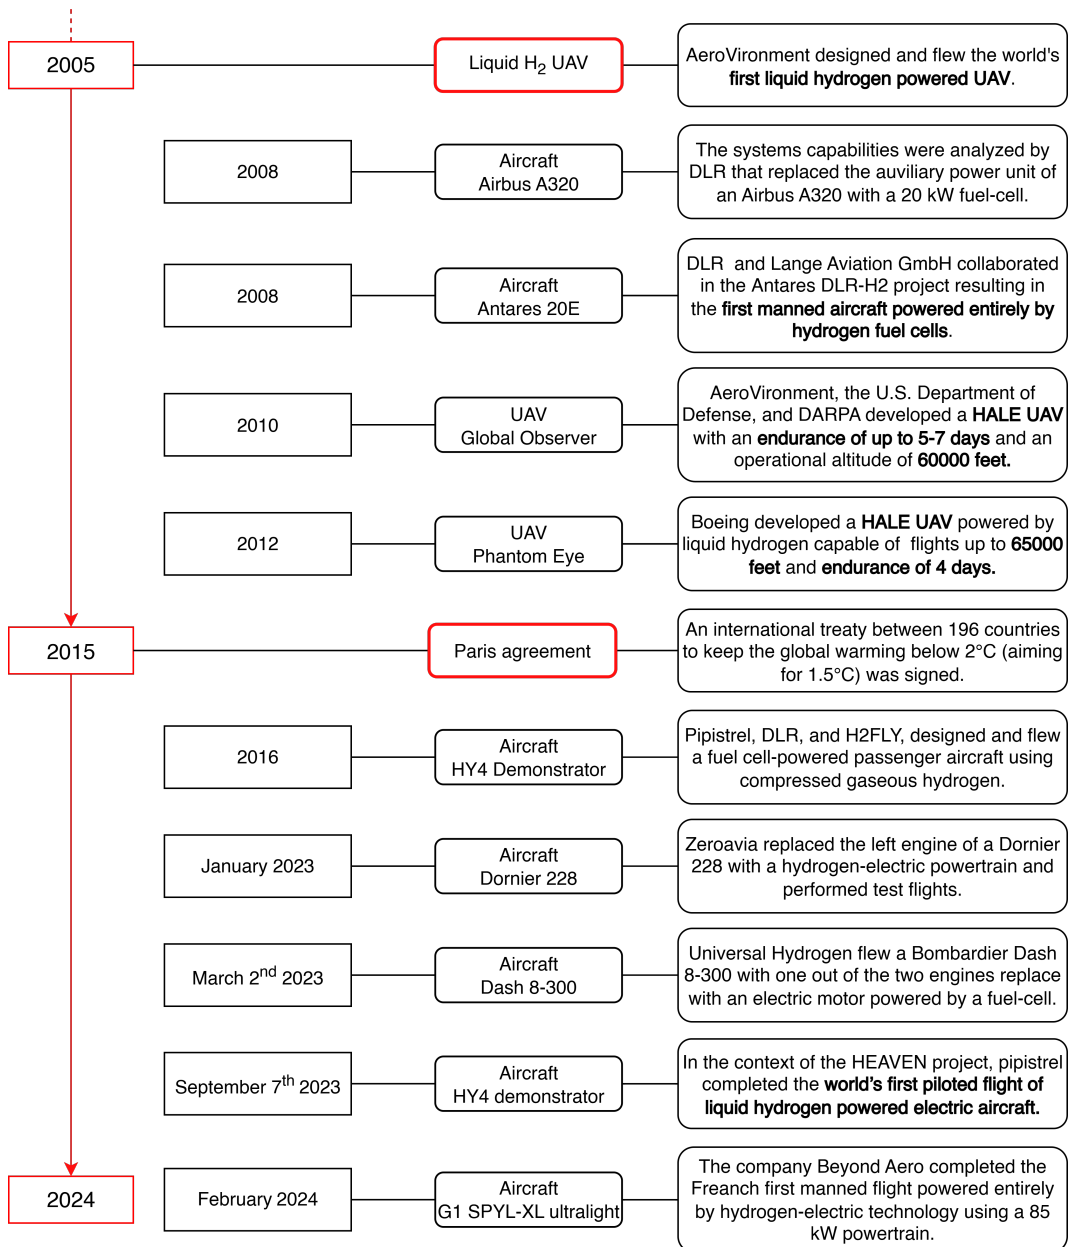 2005
Liquid H2 UAV
AeroVironment designed and flew the world's
first liquid hydrogen powered UAV.
2008
Aircraft
Airbus A320
The systems capabilities were analyzed by
DLR that replaced the auviliary power unit of
an Airbus A320 with a 20 kW fuel-cell.
2008
Aircraft
Antares 20E
DLR and Lange Aviation GmbH collaborated
in the Antares DLR-H2 project resulting in
the first manned aircraft powered entirely by
hydrogen fuel cells.
2010
UAV
Global Observer
AeroVironment, the U.S. Department of
Defense, and DARPA developed a HALE UAV
with an endurance of up to 5-7 days and an
operational altitude of 60000 feet.
2012
UAV
Phantom Eye
Boeing developed a HALE UAV powered by
liquid hydrogen capable of flights up to 65000
feet and endurance of 4 days.
2015
Paris agreement
An international treaty between 196 countries
to keep the global warming below 2°C (aiming
for 1.5°C) was signed.
2016
Aircraft
HY4 Demonstrator
Pipistrel, DLR, and H2FLY, designed and flew
a fuel cell-powered passenger aircraft using
compressed gaseous hydrogen.
January 2023
Aircraft
Dornier 228
Zeroavia replaced the left engine of a Dornier
228 with a hydrogen-electric powertrain and
performed test flights.
March 2nd 2023
Aircraft
Dash 8-300
Universal Hydrogen flew a Bombardier Dash
8-300 with one out of the two engines replace
with an electric motor powered by a fuel-cell.
September 7th 2023
Aircraft
HY4 demonstrator
In the context of the HEAVEN project, pipistrel
completed the world's first piloted flight of
liquid hydrogen powered electric aircraft.
2024
February 2024
Aircraft
G1 SPYL-XL ultralight
The company Beyond Aero completed the
Freanch first manned flight powered entirely
by hydrogen-electric technology using a 85
kW powertrain.